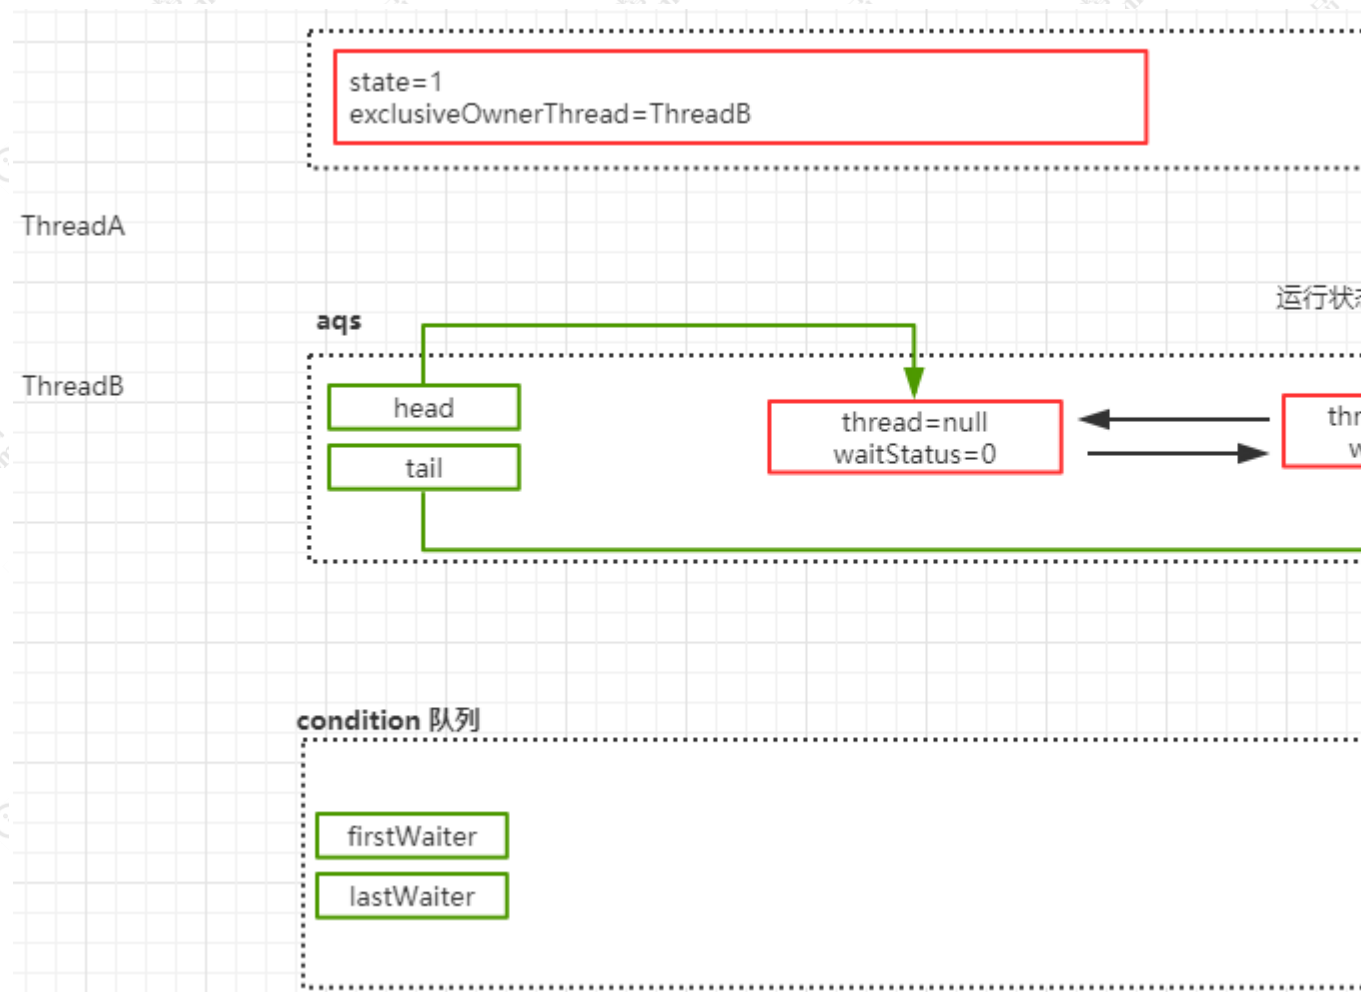 state=1
exclusiveOwnerThread=ThreadB
ThreadA
运行状
aqs
ThreadB
head
thread=null
waitStatus=0
thr
w
tail
condition 队列
firstWaiter
lastWaiter